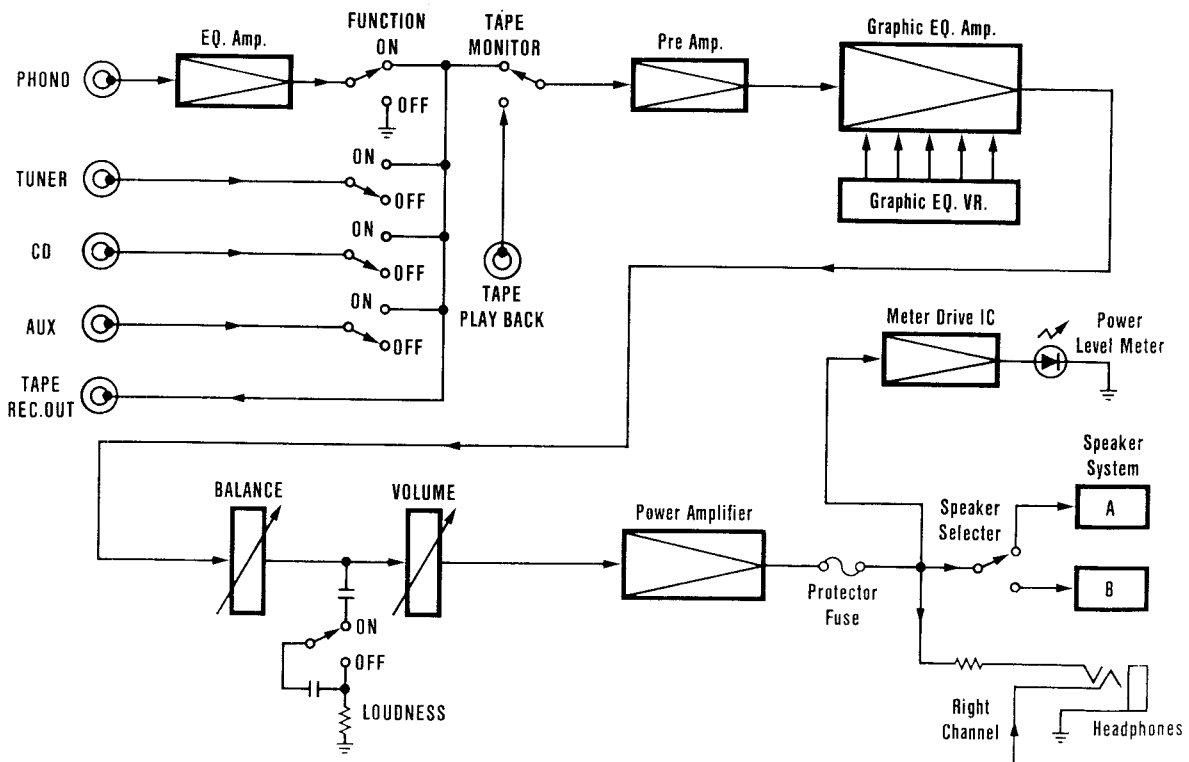 FUNCTION
EQ. Amp.
ON
TAPE
MONITOR
Pre Amp.
Graphic EQ. Amp.
PHONO
OFF
TUNER
ON
OFF
Graphic EQ. VR.
CD
ON
OFF
TAPE
PLAY BACK
AUX
ON
OFF
TAPE
REC.OUT
Meter Drive IC
Power
Level Meter
BALANCE
VOLUME
Power Amplifier
Speaker
Selecter
Speaker
System
A
B
Protector
Fuse
ON
OFF
LOUDNESS
Right
Channel
Headphones